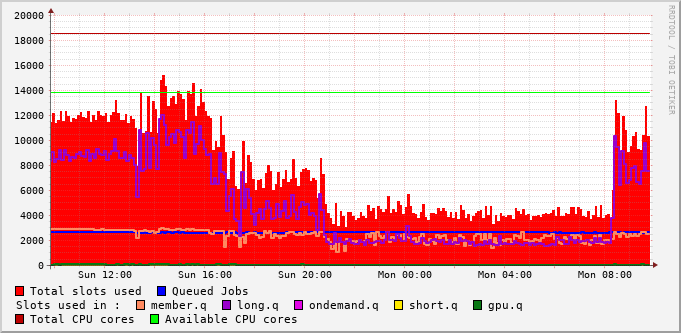 20000
18000
16000
14000
12000
10000
8000
6000
4000
2000
0
Sun 12:00 Sun 16:00 Sun 20:00 Mon 00:00 Mon 04:00 Mon 08:00
RRDTOOL / TOBI OETIKER
Total slots used Queued Jobs
Slots used in : member.q long.q ondemand.q short.q gpu.q
Total CPU cores Available CPU cores